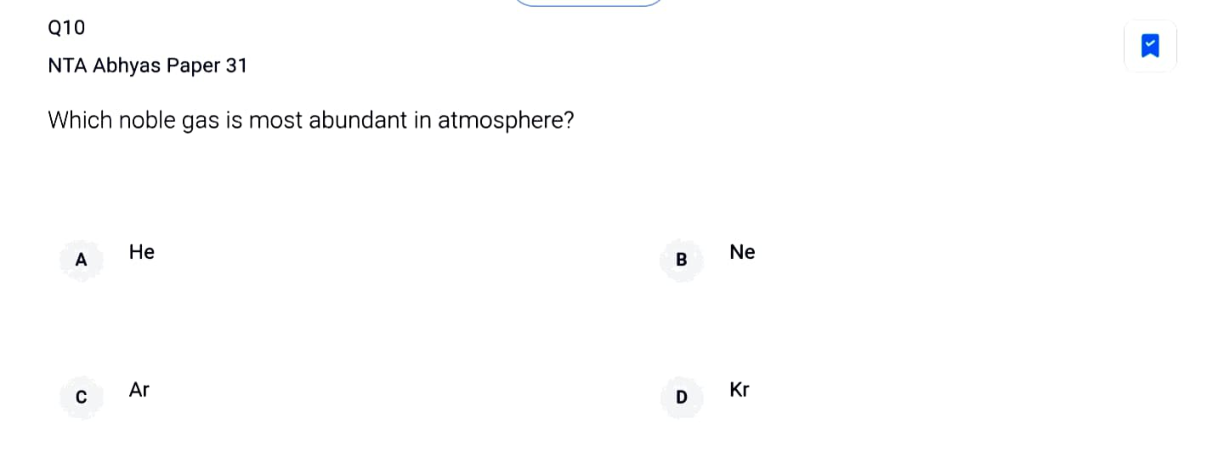 Q10
NTA Abhyas Paper 31
Which noble gas is most abundant in atmosphere?
A He
B Ne
C Ar
D Kr